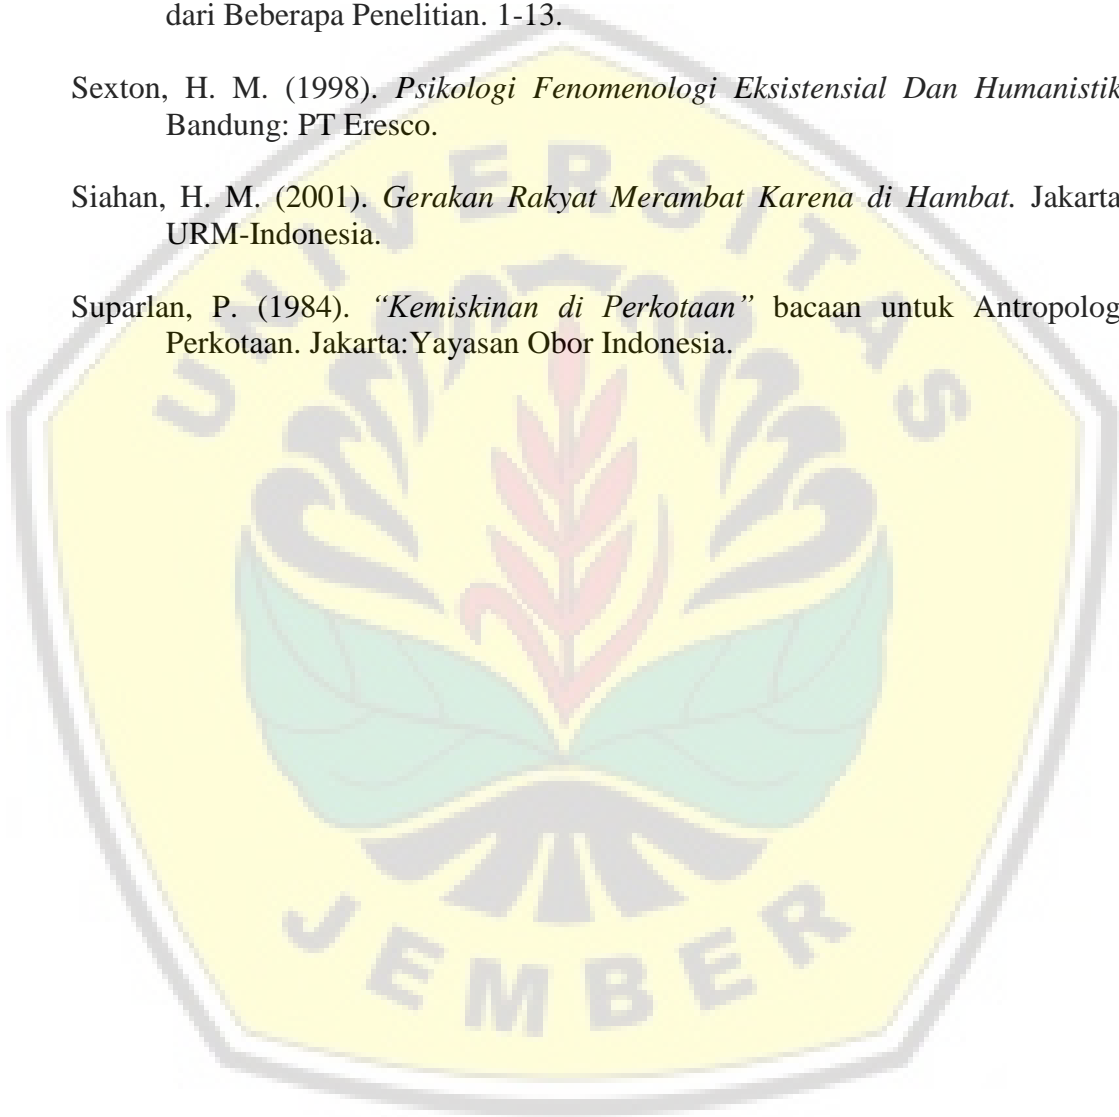 dari Beberapa Penelitian. 1-13.
Sexton, H. M. (1998). Psikologi Fenomenologi Eksistensial Dan Humanistik
Bandung: PT Eresco.
Siahan, H. M. (2001). Gerakan Rakyat Merambat Karena di Hambat. Jakarta
URM-Indonesia.
Suparlan, P. (1984). “Kemiskinan di Perkotaan” bacaan untuk Antropolog
Perkotaan. Jakarta:Yayasan Obor Indonesia.
UNIVERSITAS
JEMBER